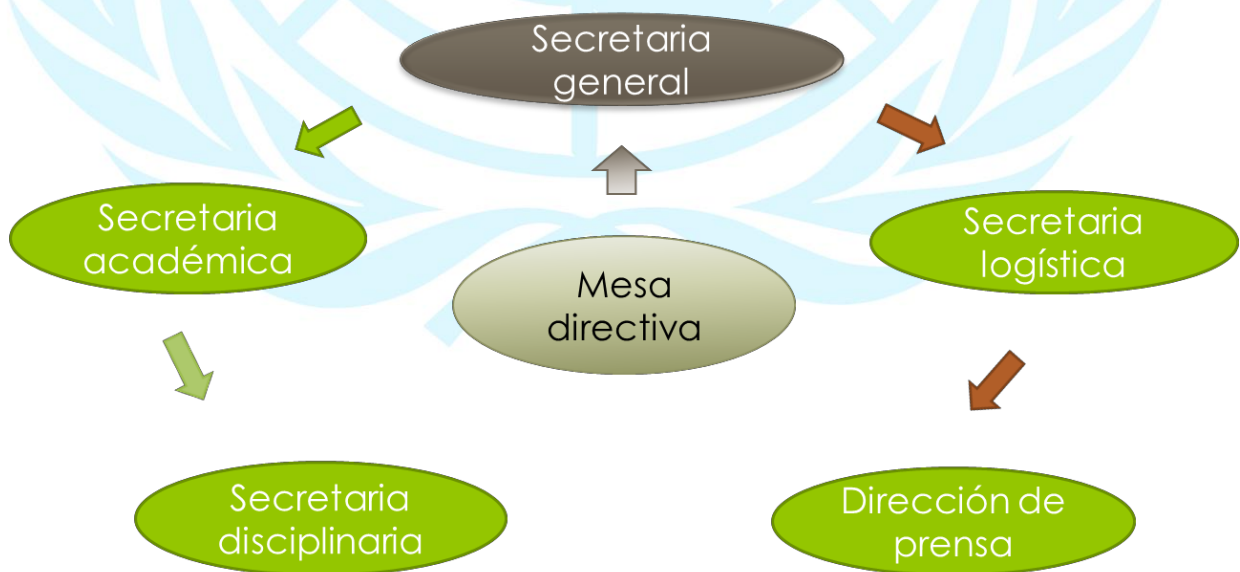 Secretaria
general
Secretaria
académica
Mesa
directiva
Secretaria
logística
Secretaria
disciplinaria
Dirección de
prensa